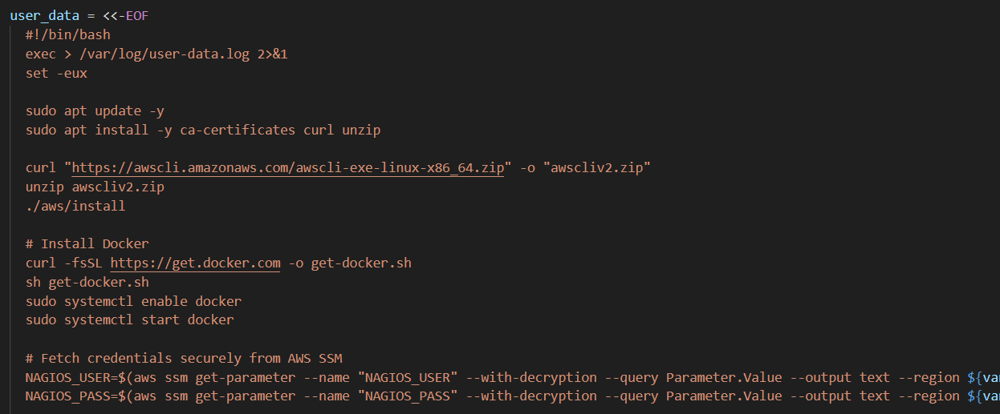 user_data = <<-EOF
#!/bin/bash
exec > /var/log/user-data.log 2>&1
set -eux
sudo apt update -y
sudo apt install -y ca-certificates curl unzip
curl "https://awscli.amazonaws.com/awscli-exe-linux-x86_64.zip" -o "awscliv2.zip"
unzip awscliv2.zip
./aws/install
# Install Docker
curl -fsSL https://get.docker.com -o get-docker.sh
sh get-docker.sh
sudo systemctl enable docker
sudo systemctl start docker
# Fetch credentials securely from AWS SSM
NAGIOS_USER=$(aws ssm get-parameter --name "NAGIOS_USER" --with-decryption --query Parameter.Value --output text --region ${va
NAGIOS_PASS=$(aws ssm get-parameter --name "NAGIOS_PASS" --with-decryption --query Parameter.Value --output text --region ${va